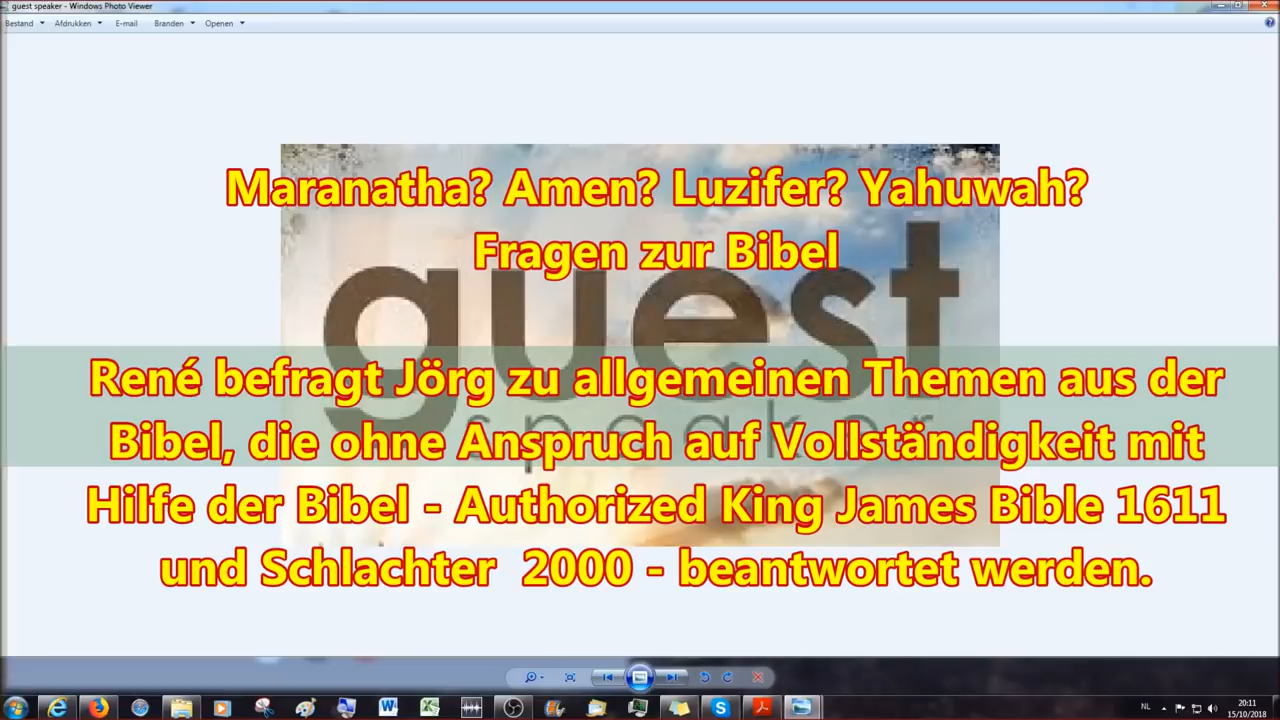 guest speaker - Windows Photo Viewer
Bestand Afdrukken E-mail Branden Openen
Maranatha? Amen? Luzifer? Yahuwah?
Fragen zur Bibel
guest
speaker
René befragt Jörg zu allgemeinen Themen aus der
Bibel, die ohne Anspruch auf Vollständigkeit mit
Hilfe der Bibel - Authorized King James Bible 1611
und Schlachter 2000 - beantwortet werden.
NL
20:11
15/10/2018